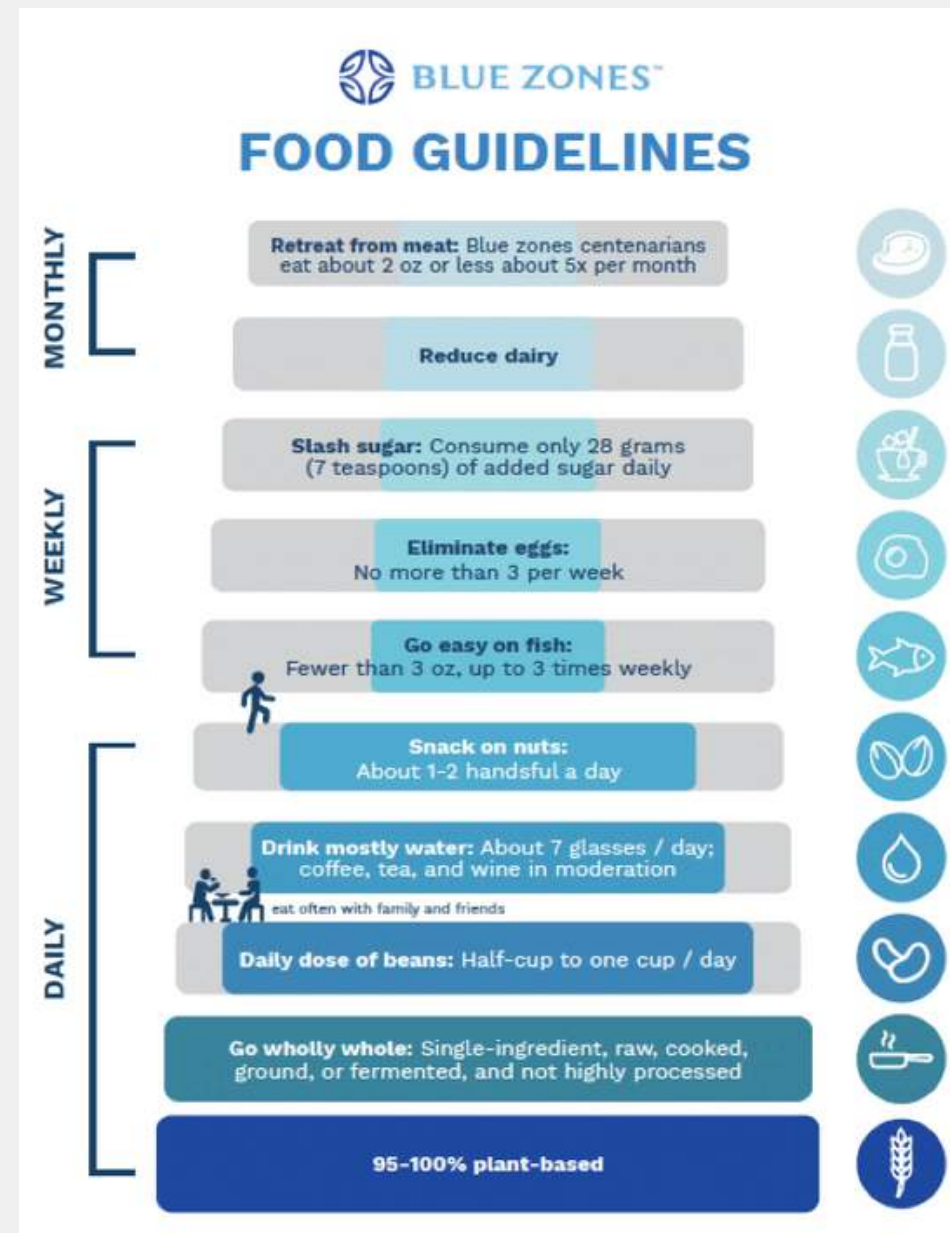 BLUE ZONES™
FOOD GUIDELINES
MONTHLY
Retreat from meat: Blue zones centenarians
eat about 2 oz or less about 5x per month
Reduce dairy
WEEKLY
Slash sugar: Consume only 28 grams
(7 teaspoons) of added sugar daily
Eliminate eggs:
No more than 3 per week
Go easy on fish:
Fewer than 3 oz, up to 3 times weekly
DAILY
Snack on nuts:
About 1-2 handsful a day
Drink mostly water: About 7 glasses / day;
coffee, tea, and wine in moderation
eat often with family and friends
Daily dose of beans: Half-cup to one cup / day
Go wholly whole: Single-ingredient, raw, cooked,
ground, or fermented, and not highly processed
95-100% plant-based